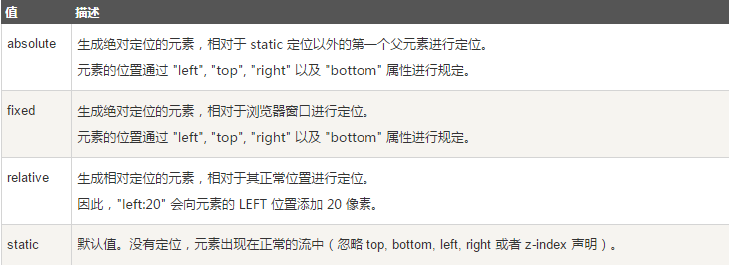 值 描述
absolute 生成绝对定位的元素，相对于 static 定位以外的第一个父元素进行定位。
元素的位置通过 "left", "top", "right" 以及 "bottom" 属性进行规定。
fixed 生成绝对定位的元素，相对于浏览器窗口进行定位。
元素的位置通过 "left", "top", "right" 以及 "bottom" 属性进行规定。
relative 生成相对定位的元素，相对于其正常位置进行定位。
因此，"left:20" 会向元素的 LEFT 位置添加 20 像素。
static 默认值。没有定位，元素出现在正常的流中（忽略 top, bottom, left, right 或者 z-index 声明）。